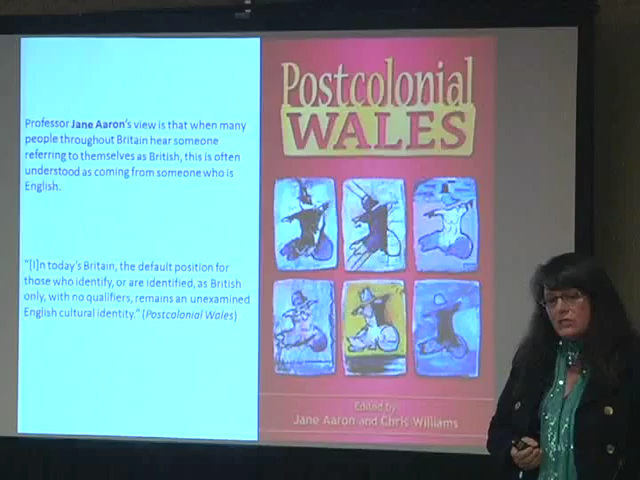 Professor Jane Aaron's view is that when many
people throughout Britain hear someone
referring to themselves as British, this is often
understood as coming from someone who is
English.
"[I]n today's Britain, the default position for
those who identify, or are identified, as British
only, with no qualifiers, remains an unexamined
English cultural identity." (Postcolonial Wales)
Postcolonial
WALES
Edited by
Jane Aaron and Chris Williams